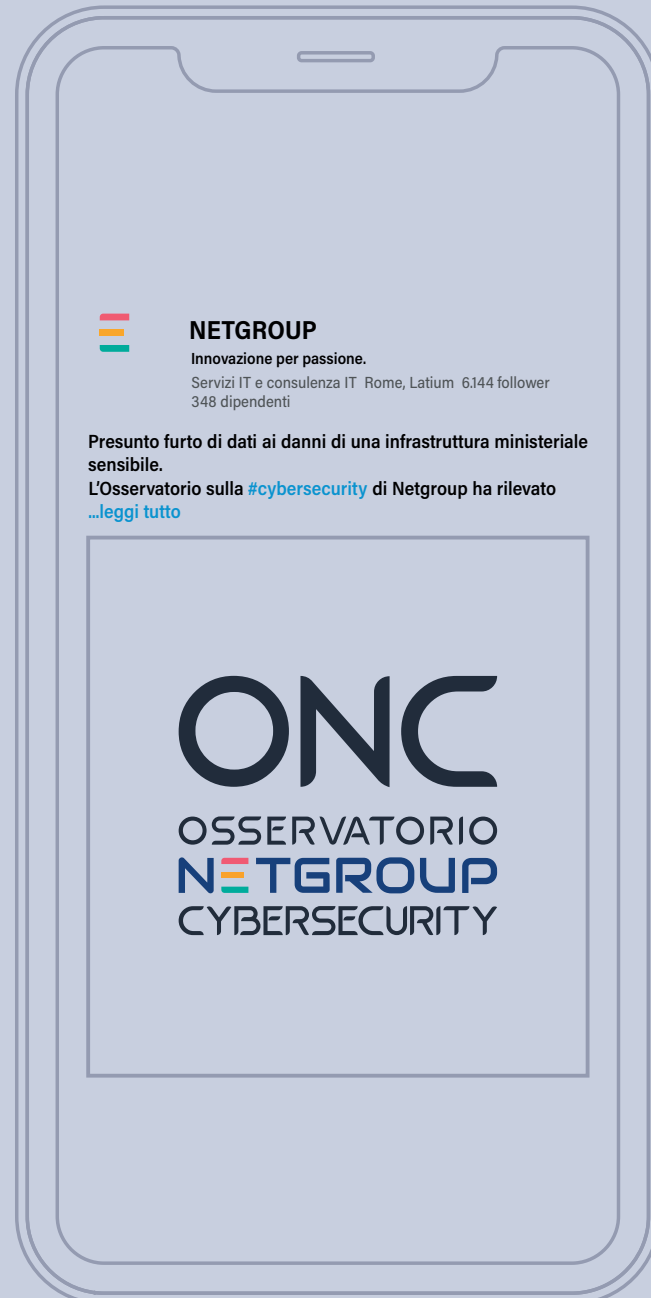 NETGROUP
Innovazione per passione.
Servizi IT e consulenza IT Rome, Latium 6.144 follower
348 dipendenti
Presunto furto di dati ai danni di una infrastruttura ministeriale
sensibile.
L’Osservatorio sulla #cybersecurity di Netgroup ha rilevato
...leggi tutto
ONC
OSSERVATORIO
NETGROUP
CYBERSECURITY